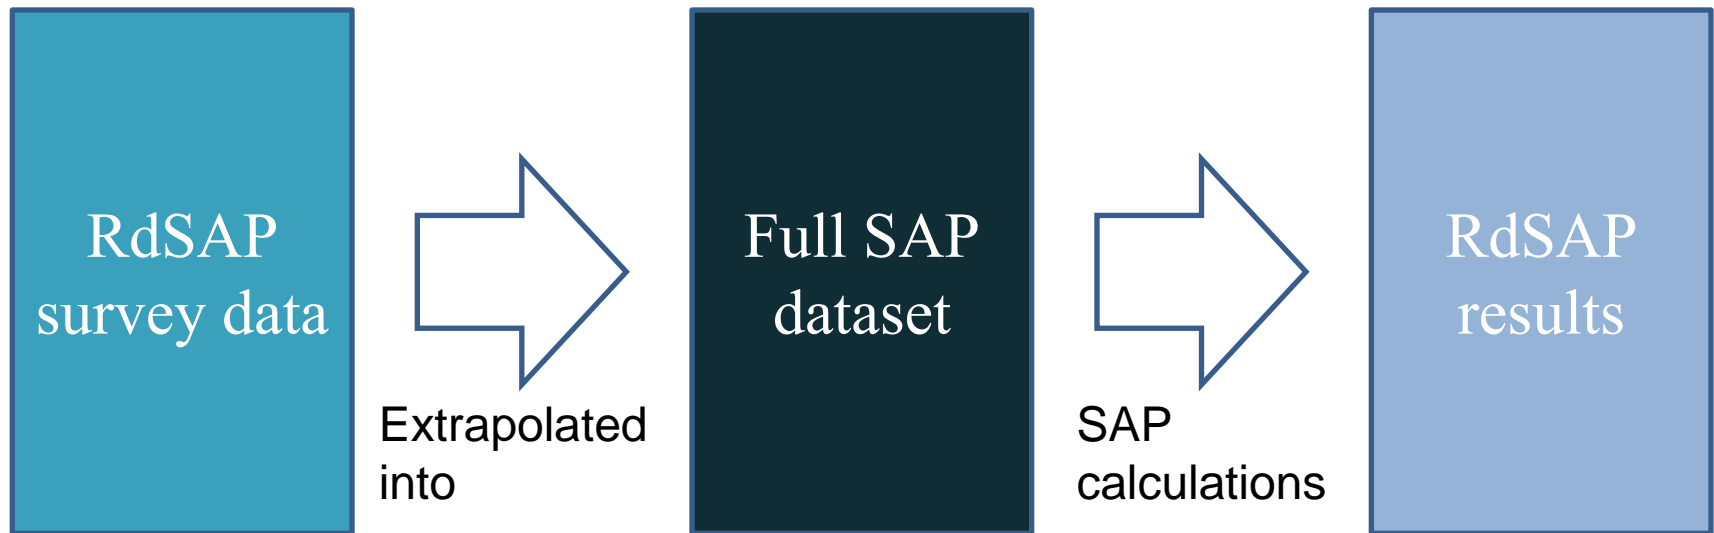 RdSAP
survey data
Extrapolated
into
Full SAP
dataset
SAP
calculations
RdSAP
results